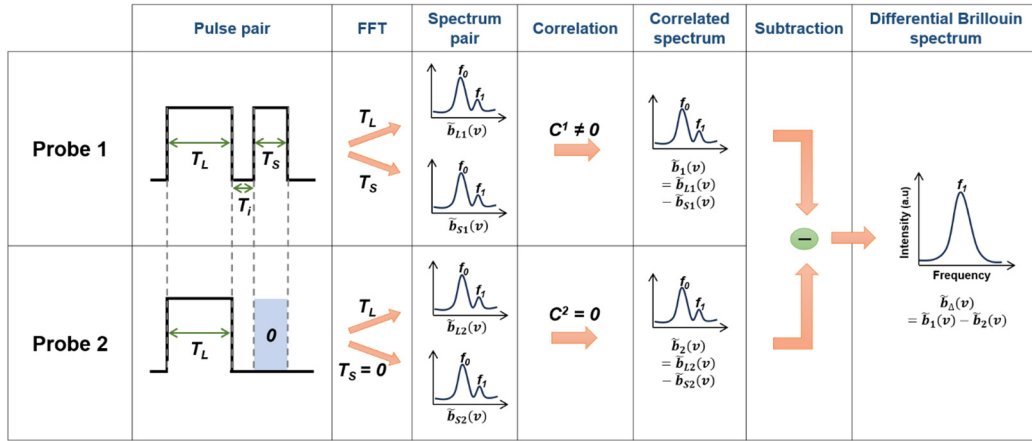 Pulse pair
FFT
Spectrum
pair
Correlation
Correlated
spectrum
Subtraction
Differential Brillouin
spectrum
Probe 1
T_L
T_S
T_i
T_L
T_S
f_0
f_1
b̃_L1(v)
f_0
f_1
b̃_S1(v)
C¹ ≠ 0
f_0
f_1
b̃_1(v)
= b̃_L1(v)
− b̃_S1(v)
−
Intensity (a.u)
f_1
Frequency
b̃_Δ(v)
= b̃_1(v) − b̃_2(v)
Probe 2
T_L
0
T_L
T_S = 0
f_0
f_1
b̃_L2(v)
f_0
f_1
b̃_S2(v)
C² = 0
f_0
f_1
b̃_2(v)
= b̃_L2(v)
− b̃_S2(v)